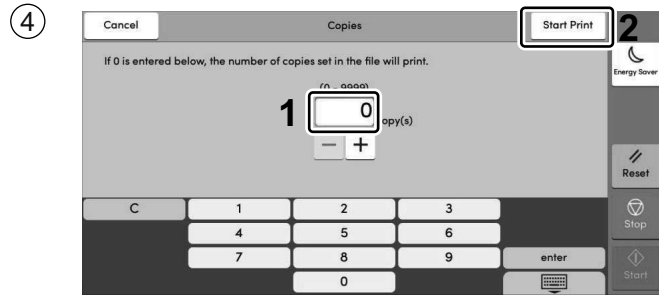 4
Cancel Copies Start Print 2
If 0 is entered below, the number of copies set in the file will print.
Energy Saver
(0 - 9999)
1 0 opy(s)
− +
Reset
C 1 2 3
Stop
4 5 6
7 8 9 enter
Start
0